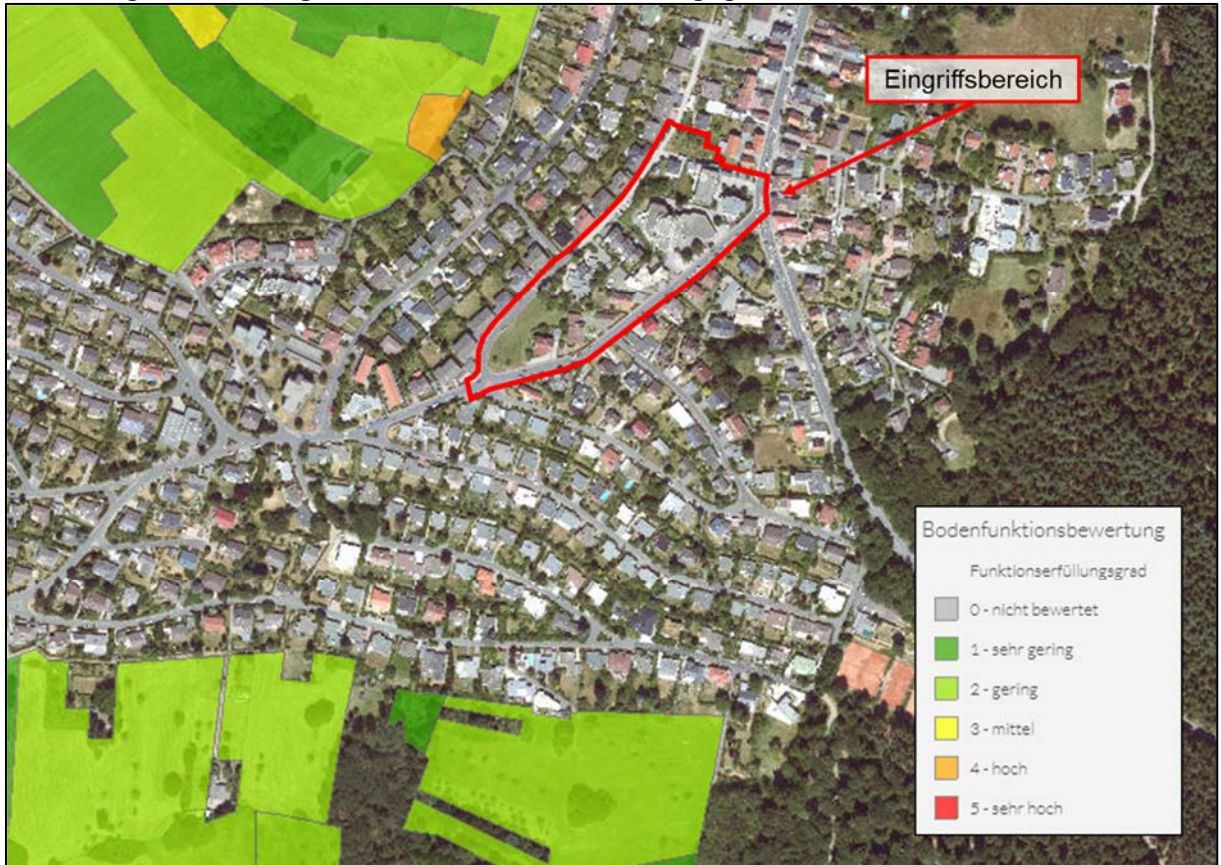 Eingriffsbereich
Bodenfunktionsbewertung
Funktionserfüllungsgrad
0 - nicht bewertet
1 - sehr gering
2 - gering
3 - mittel
4 - hoch
5 - sehr hoch